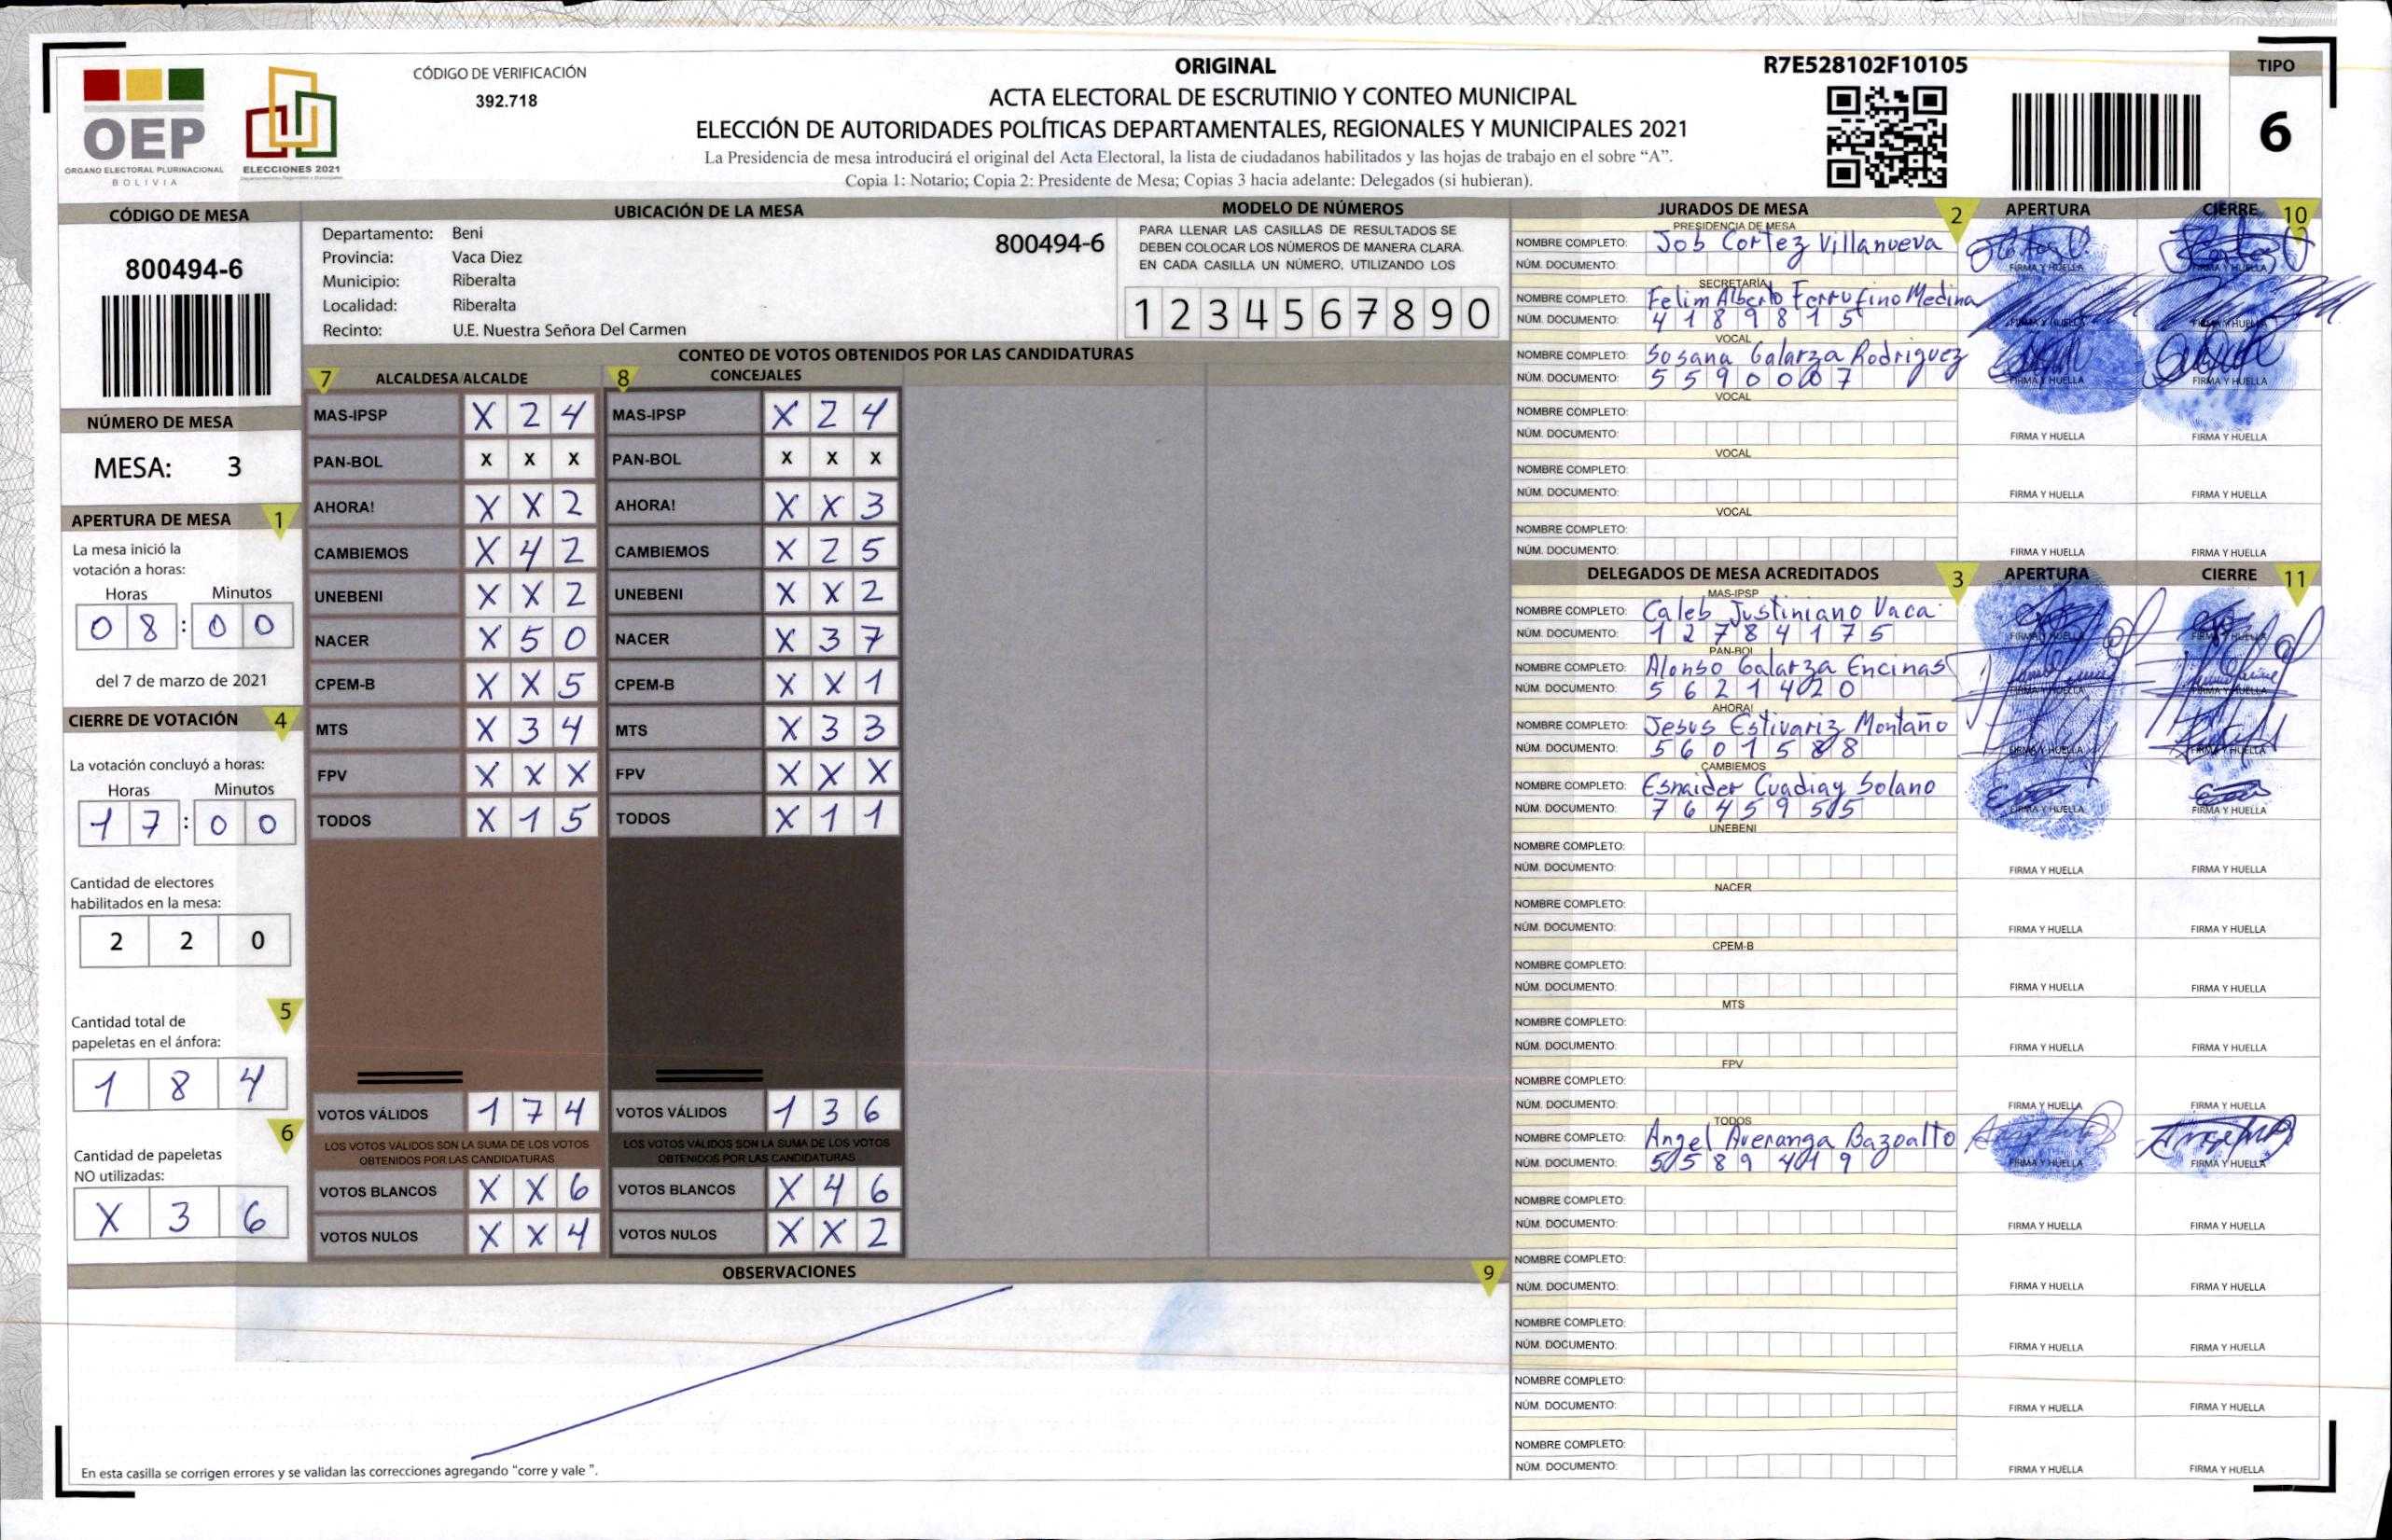 OEP
ÓRGANO ELECTORAL PLURINACIONAL
BOLIVIA
ELECCIONES 2021
CÓDIGO DE VERIFICACIÓN
392.718
ORIGINAL
ACTA ELECTORAL DE ESCRUTINIO Y CONTEO MUNICIPAL
ELECCIÓN DE AUTORIDADES POLÍTICAS DEPARTAMENTALES, REGIONALES Y MUNICIPALES 2021
La Presidencia de mesa introducirá el original del Acta Electoral, la lista de ciudadanos habilitados y las hojas de trabajo en el sobre “A”.
Copia 1: Notario; Copia 2: Presidente de Mesa; Copias 3 hacia adelante: Delegados (si hubieran).
R7E528102F10105
TIPO
6
CÓDIGO DE MESA
800494-6
NÚMERO DE MESA
MESA: 3
APERTURA DE MESA 1
La mesa inició la
votación a horas:
Horas Minutos
0 8 : 0 0
del 7 de marzo de 2021
CIERRE DE VOTACIÓN 4
La votación concluyó a horas:
Horas Minutos
1 7 : 0 0
Cantidad de electores
habilitados en la mesa:
2 2 0
5
Cantidad total de
papeletas en el ánfora:
1 8 4
6
Cantidad de papeletas
NO utilizadas:
X 3 6
UBICACIÓN DE LA MESA
Departamento: Beni
Provincia: Vaca Diez
Municipio: Riberalta
Localidad: Riberalta
Recinto: U.E. Nuestra Señora Del Carmen
800494-6
MODELO DE NÚMEROS
PARA LLENAR LAS CASILLAS DE RESULTADOS SE
DEBEN COLOCAR LOS NÚMEROS DE MANERA CLARA.
EN CADA CASILLA UN NÚMERO, UTILIZANDO LOS
1 2 3 4 5 6 7 8 9 0
CONTEO DE VOTOS OBTENIDOS POR LAS CANDIDATURAS
7 ALCALDESA/ALCALDE 8 CONCEJALES
MAS-IPSP X 2 4 MAS-IPSP X 2 4
PAN-BOL X X X PAN-BOL X X X
AHORA! X X 2 AHORA! X X 3
CAMBIEMOS X 4 2 CAMBIEMOS X 2 5
UNEBENI X X 2 UNEBENI X X 2
NACER X 5 0 NACER X 3 7
CPEM-B X X 5 CPEM-B X X 1
MTS X 3 4 MTS X 3 3
FPV X X X FPV X X X
TODOS X 1 5 TODOS X 1 1
VOTOS VÁLIDOS 1 7 4 VOTOS VÁLIDOS 1 3 6
LOS VOTOS VÁLIDOS SON LA SUMA DE LOS VOTOS LOS VOTOS VÁLIDOS SON LA SUMA DE LOS VOTOS
OBTENIDOS POR LAS CANDIDATURAS OBTENIDOS POR LAS CANDIDATURAS
VOTOS BLANCOS X X 6 VOTOS BLANCOS X 4 6
VOTOS NULOS X X 4 VOTOS NULOS X X 2
OBSERVACIONES 9
En esta casilla se corrigen errores y se validan las correcciones agregando “corre y vale ”.
JURADOS DE MESA 2 APERTURA CIERRE 10
PRESIDENCIA DE MESA
NOMBRE COMPLETO: Job Cortez Villanueva
NÚM. DOCUMENTO: FIRMA Y HUELLA FIRMA Y HUELLA
SECRETARÍA
NOMBRE COMPLETO: Felim Alberto Ferrufino Medina
NÚM. DOCUMENTO: 4 1 8 9 8 1 5 FIRMA Y HUELLA FIRMA Y HUELLA
VOCAL
NOMBRE COMPLETO: Sosana Galarza Rodriguez
NÚM. DOCUMENTO: 5 5 9 0 0 0 7 FIRMA Y HUELLA FIRMA Y HUELLA
VOCAL
NOMBRE COMPLETO:
NÚM. DOCUMENTO: FIRMA Y HUELLA FIRMA Y HUELLA
VOCAL
NOMBRE COMPLETO:
NÚM. DOCUMENTO: FIRMA Y HUELLA FIRMA Y HUELLA
VOCAL
NOMBRE COMPLETO:
NÚM. DOCUMENTO: FIRMA Y HUELLA FIRMA Y HUELLA
DELEGADOS DE MESA ACREDITADOS 3 APERTURA CIERRE 11
MAS-IPSP
NOMBRE COMPLETO: Caleb Justiniano Vaca
NÚM. DOCUMENTO: 1 2 7 8 4 1 7 5 FIRMA Y HUELLA FIRMA Y HUELLA
PAN-BOL
NOMBRE COMPLETO: Alonso Galarza Encinas
NÚM. DOCUMENTO: 5 6 2 1 4 2 0 FIRMA Y HUELLA FIRMA Y HUELLA
AHORA!
NOMBRE COMPLETO: Jesus Estivariz Montaño
NÚM. DOCUMENTO: 5 6 0 1 5 8 8 FIRMA Y HUELLA FIRMA Y HUELLA
CAMBIEMOS
NOMBRE COMPLETO: Esnaider Cuadiay Solano
NÚM. DOCUMENTO: 7 6 4 5 9 5 5 FIRMA Y HUELLA FIRMA Y HUELLA
UNEBENI
NOMBRE COMPLETO:
NÚM. DOCUMENTO: FIRMA Y HUELLA FIRMA Y HUELLA
NACER
NOMBRE COMPLETO:
NÚM. DOCUMENTO: FIRMA Y HUELLA FIRMA Y HUELLA
CPEM-B
NOMBRE COMPLETO:
NÚM. DOCUMENTO: FIRMA Y HUELLA FIRMA Y HUELLA
MTS
NOMBRE COMPLETO:
NÚM. DOCUMENTO: FIRMA Y HUELLA FIRMA Y HUELLA
FPV
NOMBRE COMPLETO:
NÚM. DOCUMENTO: FIRMA Y HUELLA FIRMA Y HUELLA
TODOS
NOMBRE COMPLETO: Angel Averanga Bazoalto
NÚM. DOCUMENTO: 5 5 8 9 4 1 9 FIRMA Y HUELLA FIRMA Y HUELLA
NOMBRE COMPLETO:
NÚM. DOCUMENTO: FIRMA Y HUELLA FIRMA Y HUELLA
NOMBRE COMPLETO:
NÚM. DOCUMENTO: FIRMA Y HUELLA FIRMA Y HUELLA
NOMBRE COMPLETO:
NÚM. DOCUMENTO: FIRMA Y HUELLA FIRMA Y HUELLA
NOMBRE COMPLETO:
NÚM. DOCUMENTO: FIRMA Y HUELLA FIRMA Y HUELLA
NOMBRE COMPLETO:
NÚM. DOCUMENTO: FIRMA Y HUELLA FIRMA Y HUELLA